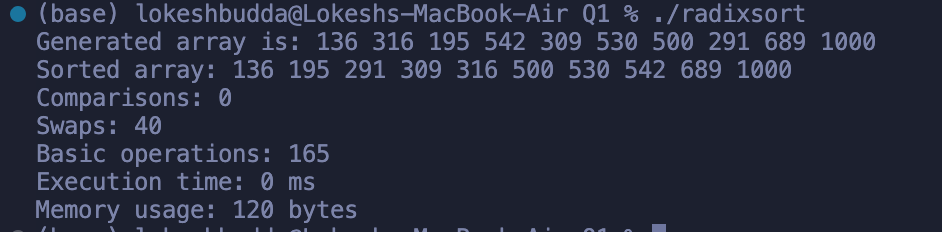 (base) lokeshbudda@Lokeshs-MacBook-Air Q1 % ./radixsort
Generated array is: 136 316 195 542 309 530 500 291 689 1000
Sorted array: 136 195 291 309 316 500 530 542 689 1000
Comparisons: 0
Swaps: 40
Basic operations: 165
Execution time: 0 ms
Memory usage: 120 bytes